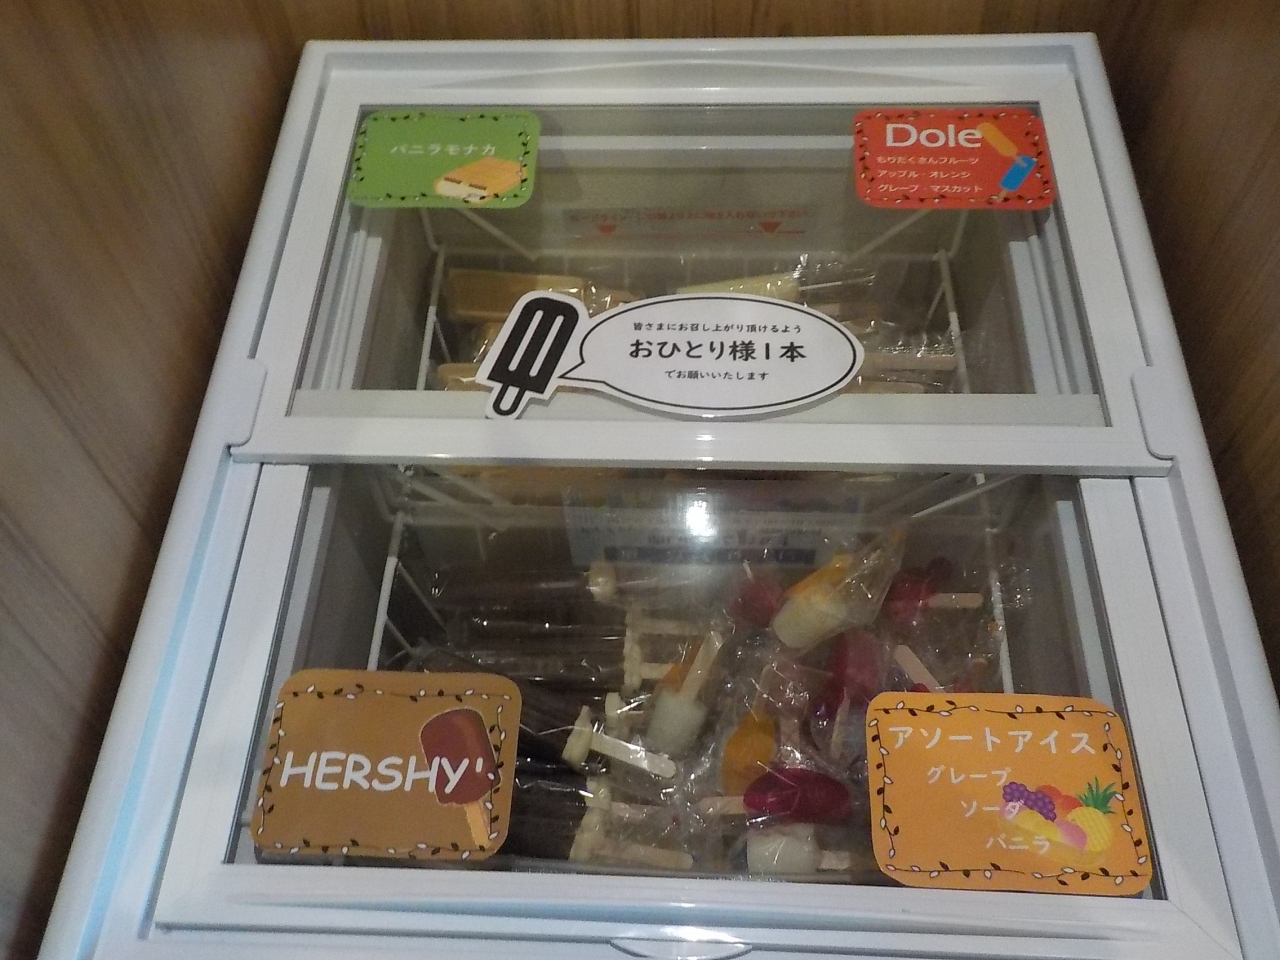 バニラモナカ
Dole
もりだくさんフルーツ
アップル・オレンジ
グレープ・マスカット
皆さまにお召し上がり頂けるよう
おひとり様1本
でお願いいたします
HERSHY'
アソートアイス
グレープ
ソーダ
バニラ